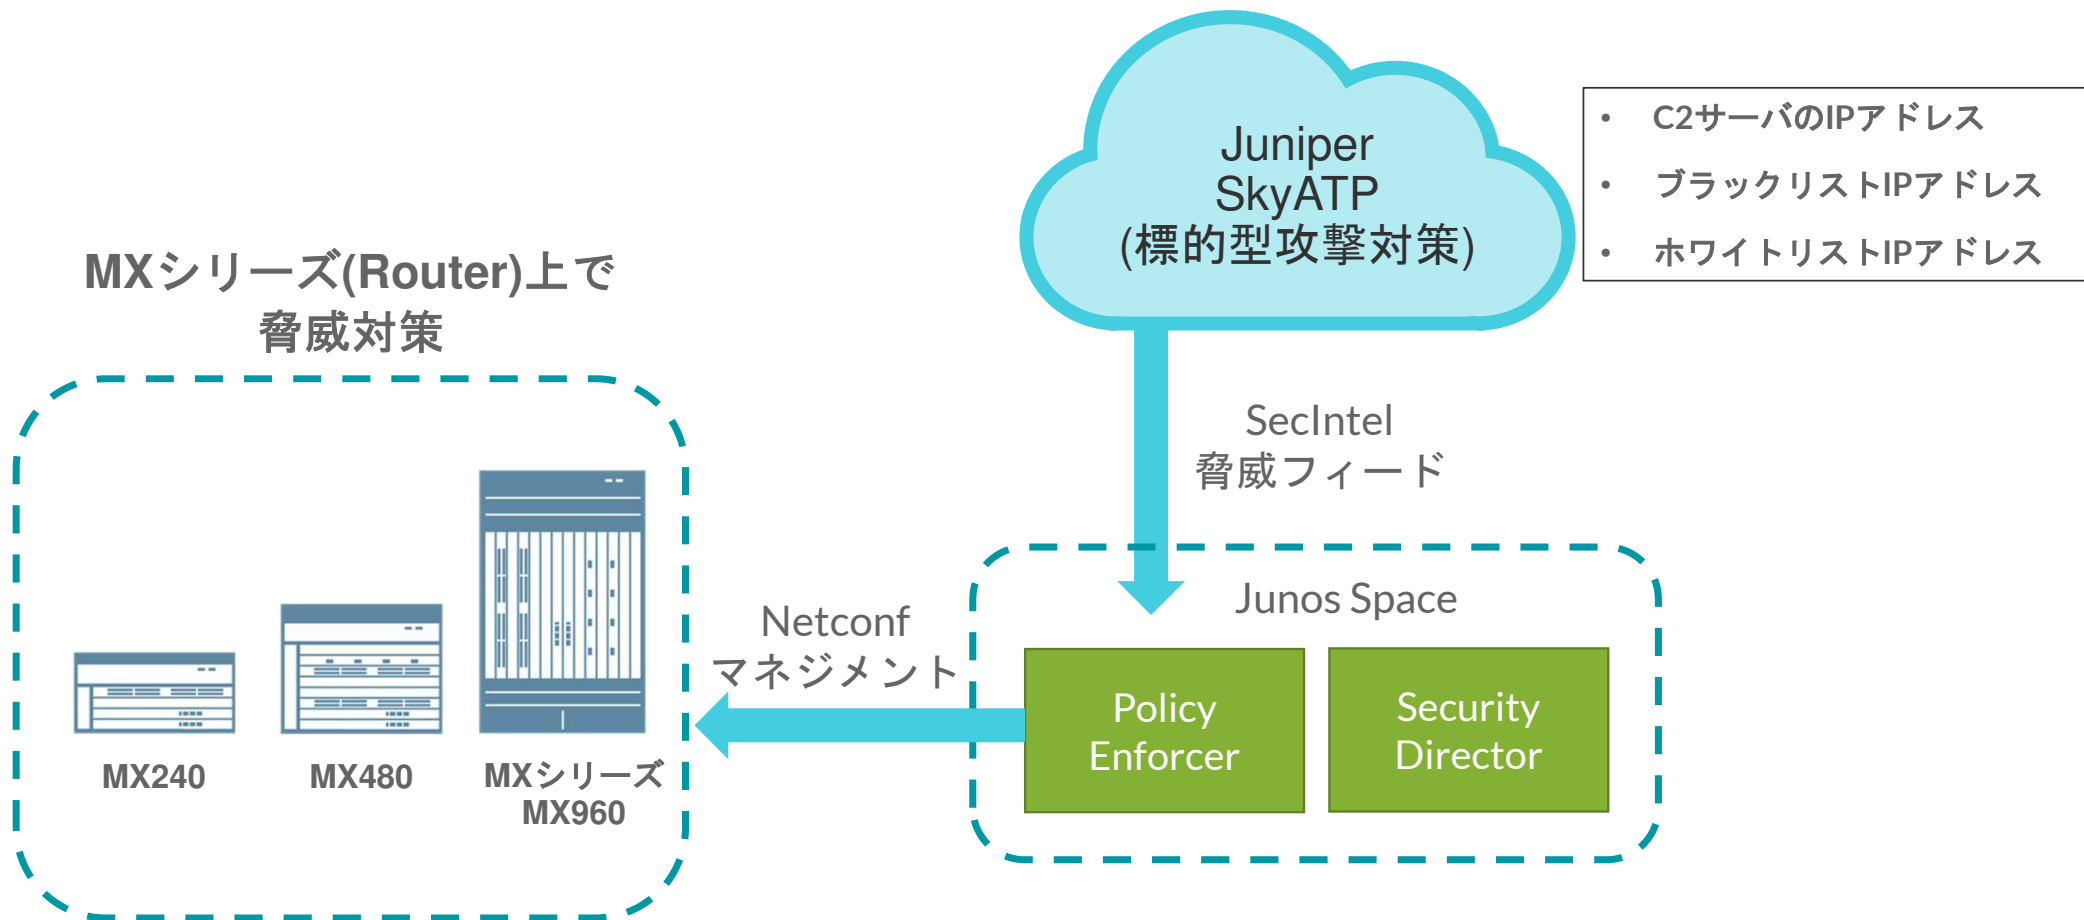 Juniper
SkyATP
(標的型攻撃対策)
• C2サーバのIPアドレス
• ブラックリストIPアドレス
• ホワイトリストIPアドレス
MXシリーズ(Router)上で
脅威対策
SecIntel
脅威フィード
Junos Space
Netconf
マネジメント
Policy
Enforcer
Security
Director
MX240
MX480
MXシリーズ
MX960